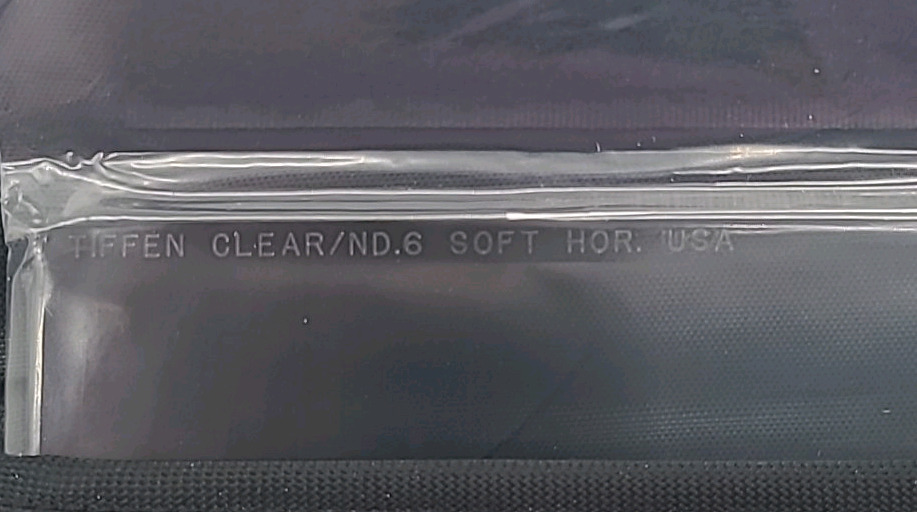 TIFFEN CLEAR/ND.6 SOFT HOR. USA